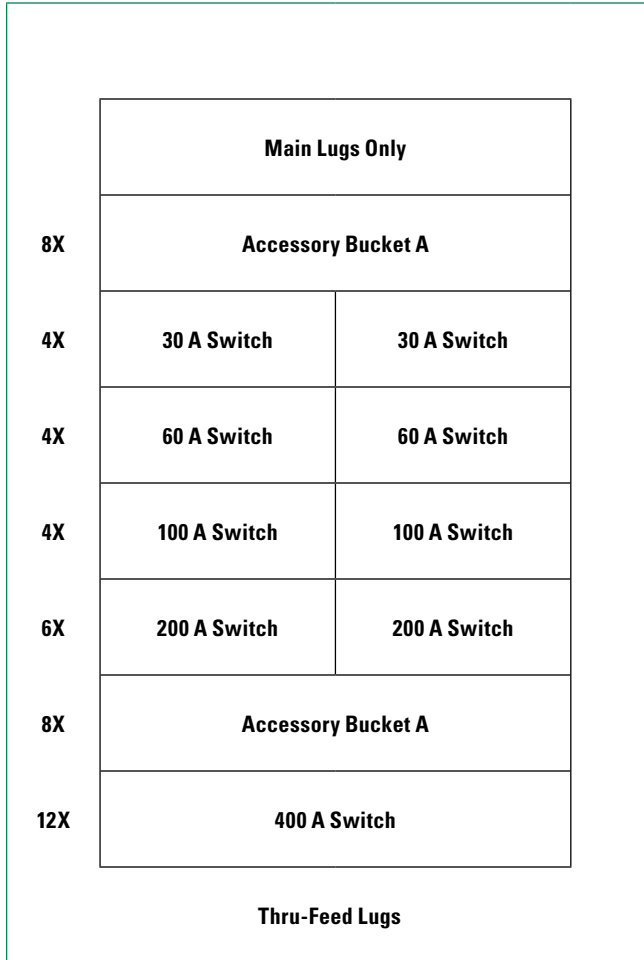 Main Lugs Only
8X Accessory Bucket A
4X 30 A Switch 30 A Switch
4X 60 A Switch 60 A Switch
4X 100 A Switch 100 A Switch
6X 200 A Switch 200 A Switch
8X Accessory Bucket A
12X 400 A Switch
Thru-Feed Lugs